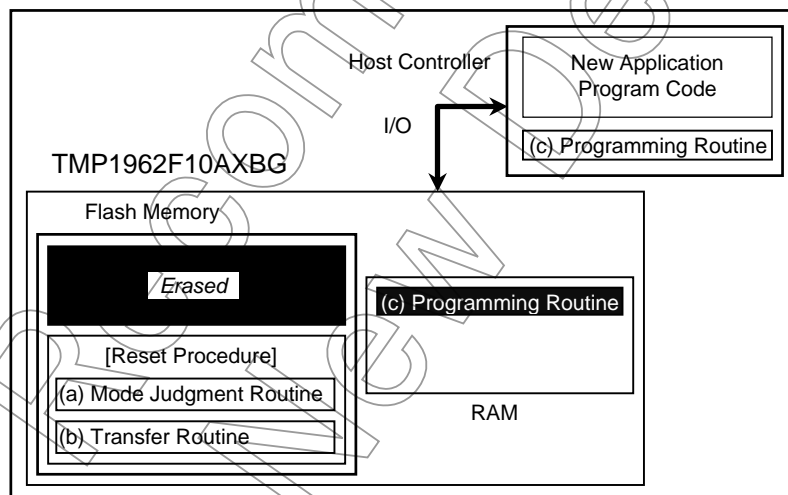 Host Controller
New Application
Program Code
I/O
(c) Programming Routine
TMP1962F10AXBG
Flash Memory
Erased
(c) Programming Routine
[Reset Procedure]
(a) Mode Judgment Routine
(b) Transfer Routine
RAM